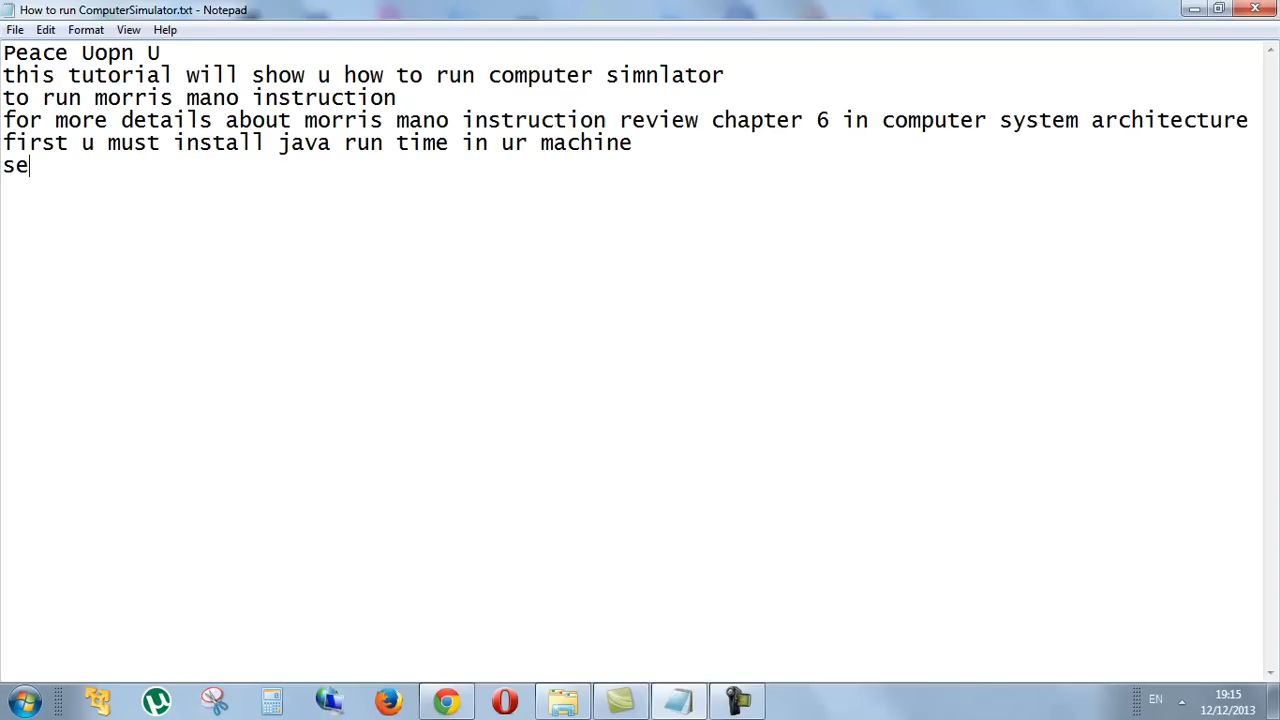 How to run ComputerSimulator.txt - Notepad
File Edit Format View Help
Peace Uopn U
this tutorial will show u how to run computer simnlator
to run morris mano instruction
for more details about morris mano instruction review chapter 6 in computer system architecture
first u must install java run time in ur machine
se
EN
19:15
12/12/2013